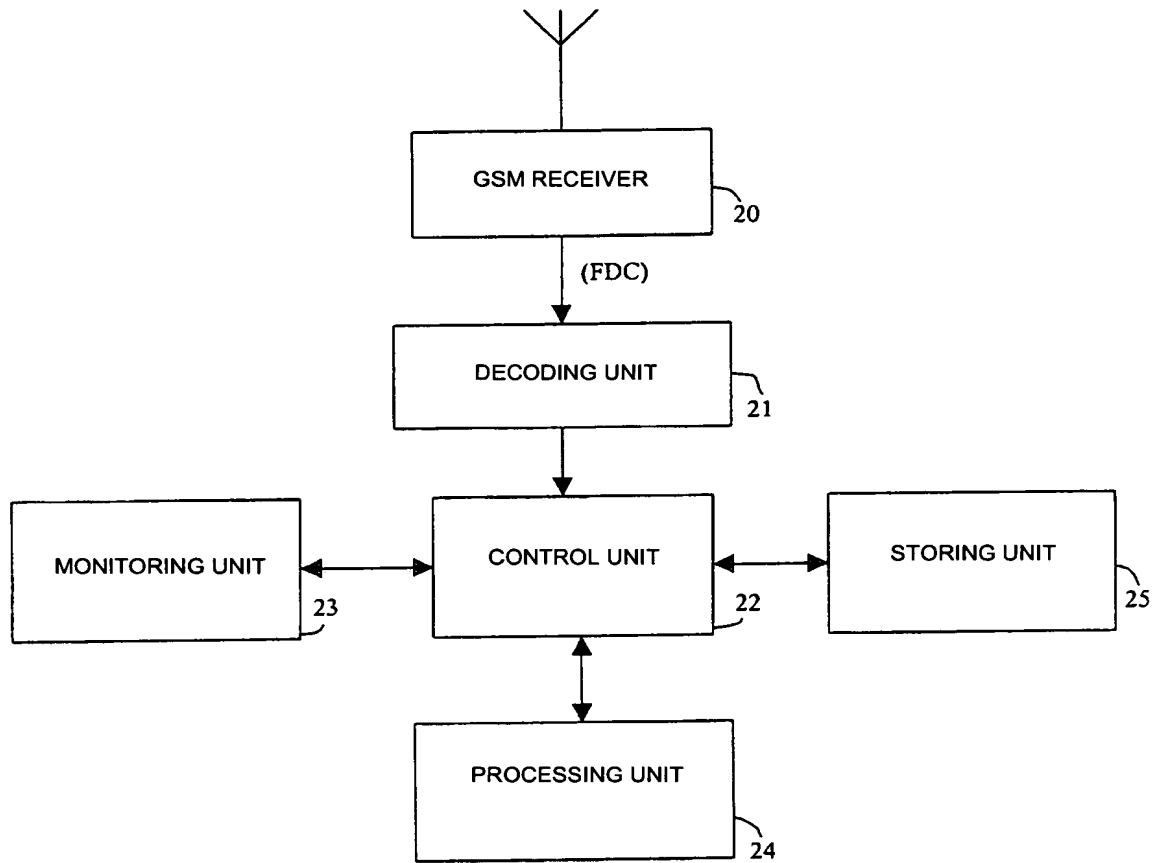 GSM RECEIVER
20
(FDC)
DECODING UNIT
21
MONITORING UNIT
23
CONTROL UNIT
22
STORING UNIT
25
PROCESSING UNIT
24